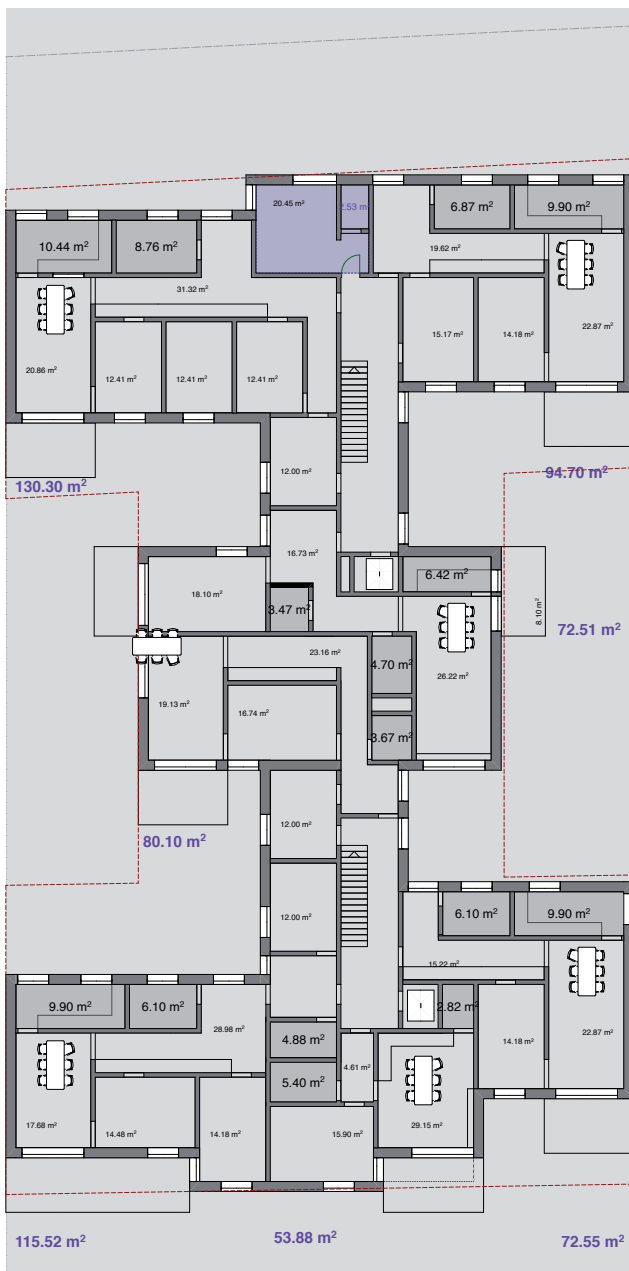 20.45 m²
2.53 m²
6.87 m²
9.90 m²
10.44 m²
8.76 m²
19.62 m²
31.32 m²
22.87 m²
15.17 m²
14.18 m²
20.86 m²
12.41 m²
12.41 m²
12.41 m²
12.00 m²
94.70 m²
130.30 m²
16.73 m²
6.42 m²
18.10 m²
3.47 m²
8.10 m²
72.51 m²
23.16 m²
4.70 m²
26.22 m²
19.13 m²
16.74 m²
3.67 m²
12.00 m²
80.10 m²
12.00 m²
6.10 m²
9.90 m²
15.22 m²
9.90 m²
6.10 m²
2.82 m²
28.98 m²
22.87 m²
4.88 m²
14.18 m²
4.61 m²
5.40 m²
17.68 m²
29.15 m²
14.48 m²
14.18 m²
15.90 m²
115.52 m²
53.88 m²
72.55 m²